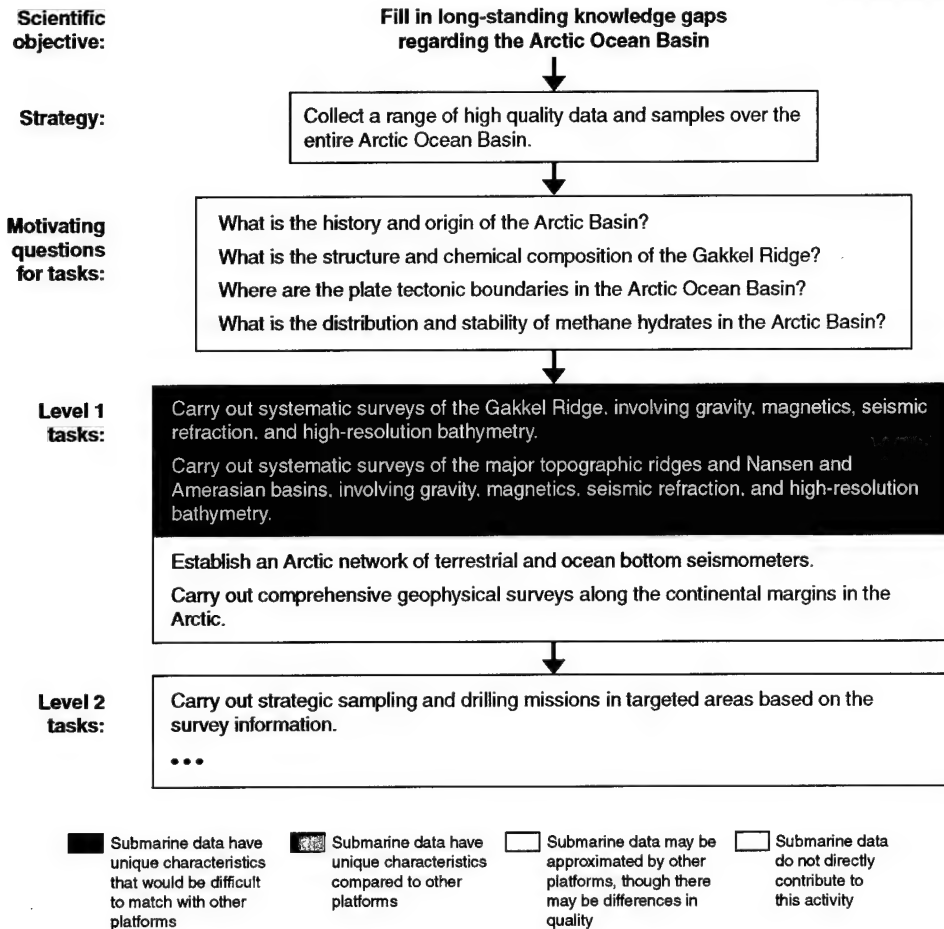 Scientific objective:
Fill in long-standing knowledge gaps
regarding the Arctic Ocean Basin
Strategy:
Collect a range of high quality data and samples over the
entire Arctic Ocean Basin.
Motivating
questions
for tasks:
What is the history and origin of the Arctic Basin?
What is the structure and chemical composition of the Gakkel Ridge?
Where are the plate tectonic boundaries in the Arctic Ocean Basin?
What is the distribution and stability of methane hydrates in the Arctic Basin?
Level 1
tasks:
Carry out systematic surveys of the Gakkel Ridge, involving gravity, magnetics, seismic
refraction, and high-resolution bathymetry.
Carry out systematic surveys of the major topographic ridges and Nansen and
Amerasian basins, involving gravity, magnetics, seismic refraction, and high-resolution
bathymetry.
Establish an Arctic network of terrestrial and ocean bottom seismometers.
Carry out comprehensive geophysical surveys along the continental margins in the
Arctic.
Level 2
tasks:
Carry out strategic sampling and drilling missions in targeted areas based on the
survey information.
•••
Submarine data have
unique characteristics
that would be difficult
to match with other
platforms
Submarine data have
unique characteristics
compared to other
platforms
Submarine data may be
approximated by other
platforms, though there
may be differences in
quality
Submarine data
do not directly
contribute to
this activity